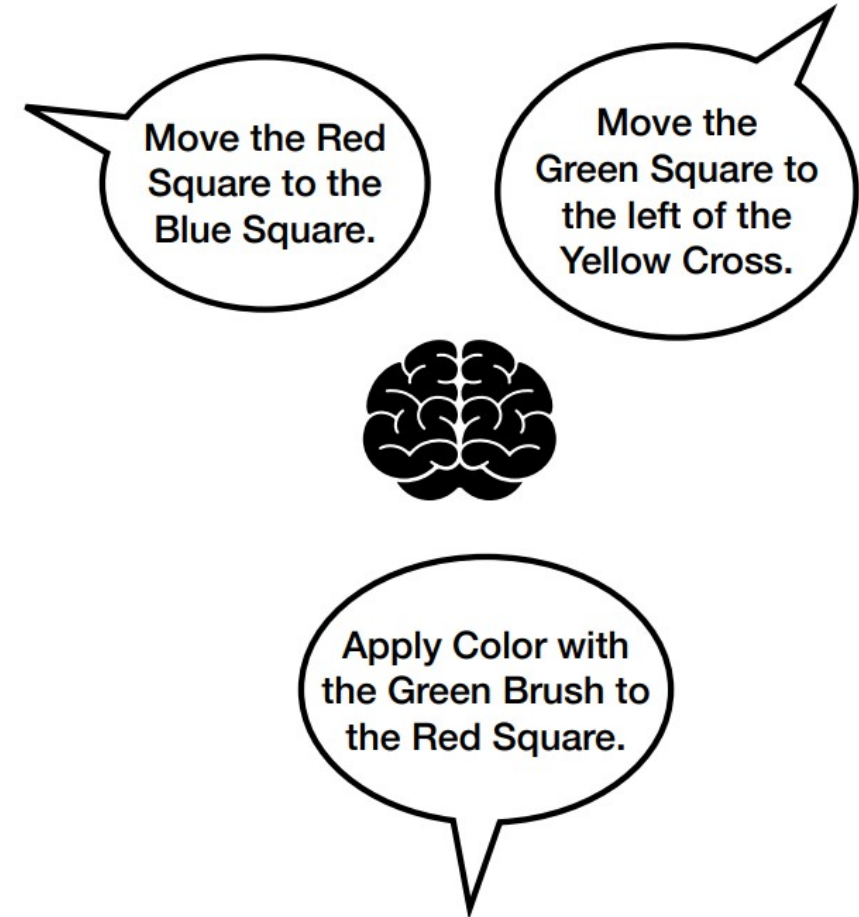 Move the Red
Square to the
Blue Square.
Move the
Green Square to
the left of the
Yellow Cross.
Apply Color with
the Green Brush to
the Red Square.